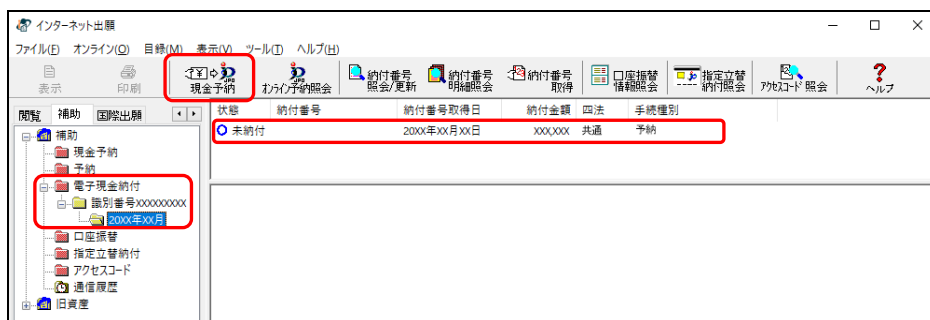 インターネット出願
ファイル(F) オンライン(O) 目録(M) 表示(V) ツール(T) ヘルプ(H)
表示 印刷 現金予納 オンライン予納照会 納付番号照会/更新 納付番号明細照会 納付番号取得 口座振替情報照会 指定立替納付照会 アクセスコード照会 ヘルプ
閲覧 補助 国際出願
状態 納付番号 納付番号取得日 納付金額 四法 手続種別
未納付 20XX年XX月XX日 XXX,XXX 共通 予納
補助
現金予納
予納
電子現金納付
識別番号XXXXXXXXX
20XX年XX月
口座振替
指定立替納付
アクセスコード
通信履歴
旧資産